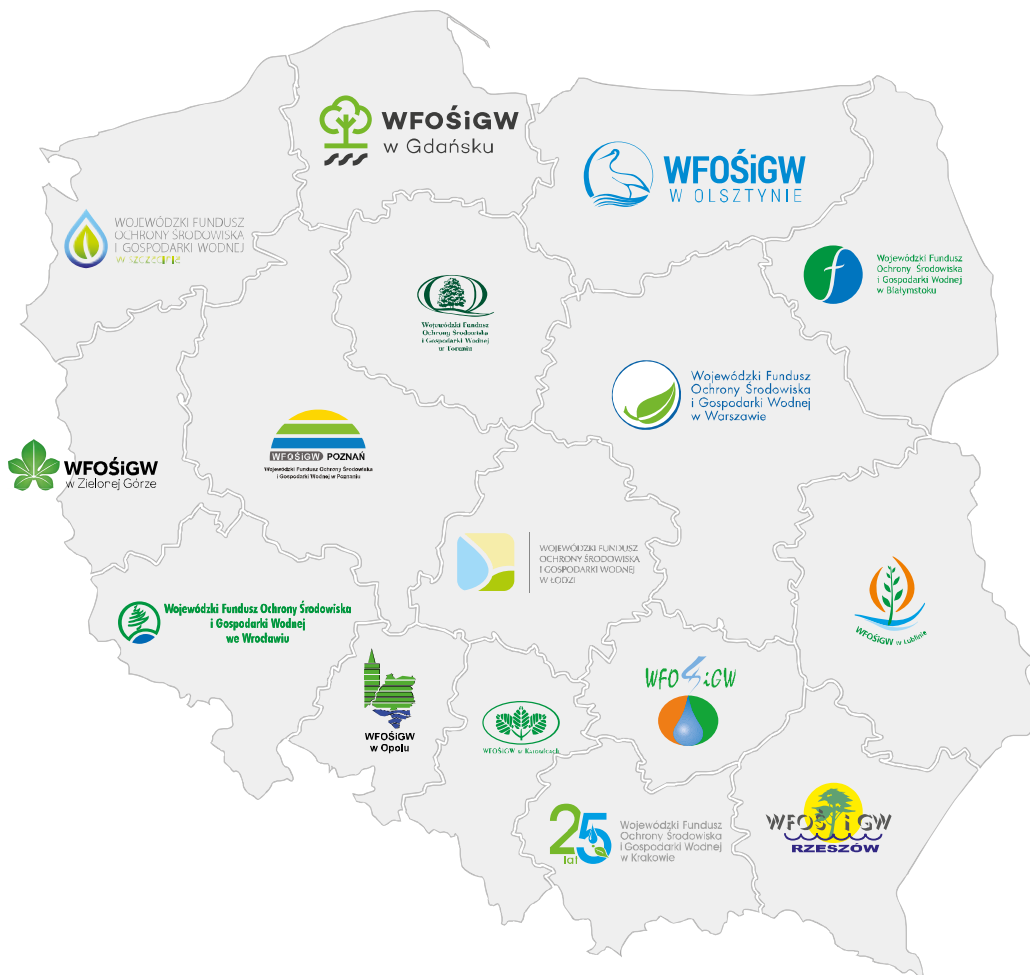 WFOŚiGW
w Gdańsku
WFOŚiGW
W OLSZTYNIE
WOJEWÓDZKI FUNDUSZ
OCHRONY ŚRODOWISKA
I GOSPODARKI WODNEJ
w szczecinie
Wojewódzki Fundusz
Ochrony Środowiska
i Gospodarki Wodnej
w Białymstoku
Wojewódzki Fundusz
Ochrony Środowiska
i Gospodarki Wodnej
w Toruniu
Wojewódzki Fundusz
Ochrony Środowiska
i Gospodarki Wodnej
w Warszawie
WFOŚiGW POZNAŃ
Wojewódzki Fundusz Ochrony Środowiska
i Gospodarki Wodnej w Poznaniu
WFOŚiGW
w Zielonej Górze
WOJEWÓDZKI FUNDUSZ
OCHRONY ŚRODOWISKA
I GOSPODARKI WODNEJ
W ŁODZI
Wojewódzki Fundusz Ochrony Środowiska
i Gospodarki Wodnej
we Wrocławiu
WFOŚiGW w Lublinie
WFOŚiGW
w Opolu
WFOŚiGW w Katowicach
WFOŚiGW
25
lat
Wojewódzki Fundusz
Ochrony Środowiska
i Gospodarki Wodnej
w Krakowie
WFOŚiGW
RZESZÓW